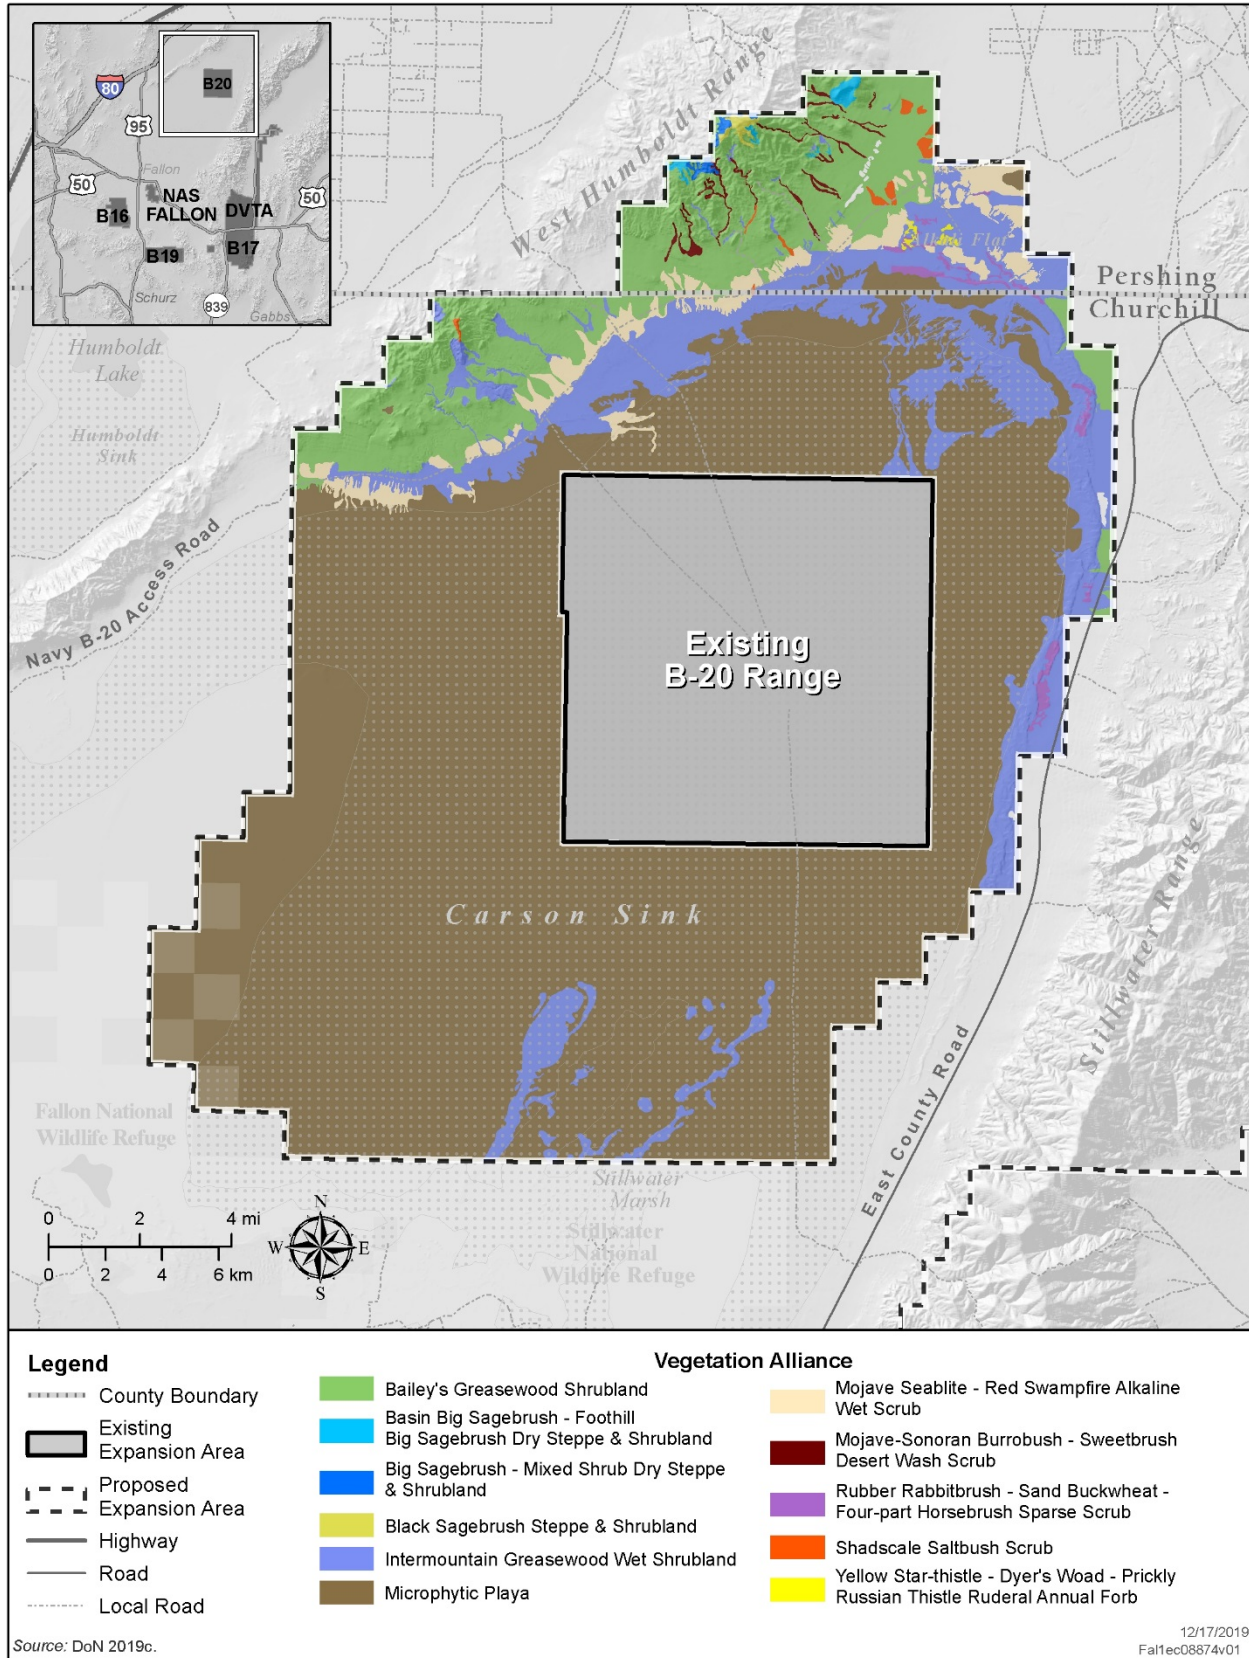 80
B20
95
Fallon
50
NAS
FALLON
DVTA
50
B16
B17
B19
Schurz
839
Gabbs
West Humboldt Range
Alkali Flat
Pershing
Churchill
Humboldt
Lake
Humboldt
Sink
Navy B-20 Access Road
Existing
B-20 Range
Carson Sink
Stillwater Range
East County Road
Fallon National
Wildlife Refuge
Stillwater
Marsh
Stillwater
National
Wildlife Refuge
0 2 4 mi
0 2 4 6 km
N
W E
S
Legend
County Boundary
Existing
Expansion Area
Proposed
Expansion Area
Highway
Road
Local Road
Vegetation Alliance
Bailey's Greasewood Shrubland
Basin Big Sagebrush - Foothill
Big Sagebrush Dry Steppe & Shrubland
Big Sagebrush - Mixed Shrub Dry Steppe
& Shrubland
Black Sagebrush Steppe & Shrubland
Intermountain Greasewood Wet Shrubland
Microphytic Playa
Mojave Seablite - Red Swampfire Alkaline
Wet Scrub
Mojave-Sonoran Burrobush - Sweetbrush
Desert Wash Scrub
Rubber Rabbitbrush - Sand Buckwheat -
Four-part Horsebrush Sparse Scrub
Shadscale Saltbush Scrub
Yellow Star-thistle - Dyer's Woad - Prickly
Russian Thistle Ruderal Annual Forb
Source: DoN 2019c.
12/17/2019
Fal1ec08874v01